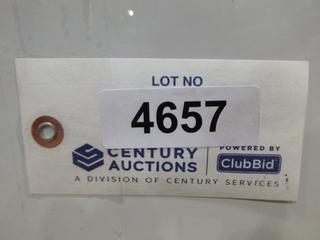 LOT NO
4657
CENTURY AUCTIONS
POWERED BY
ClubBid
A DIVISION OF CENTURY SERVICES